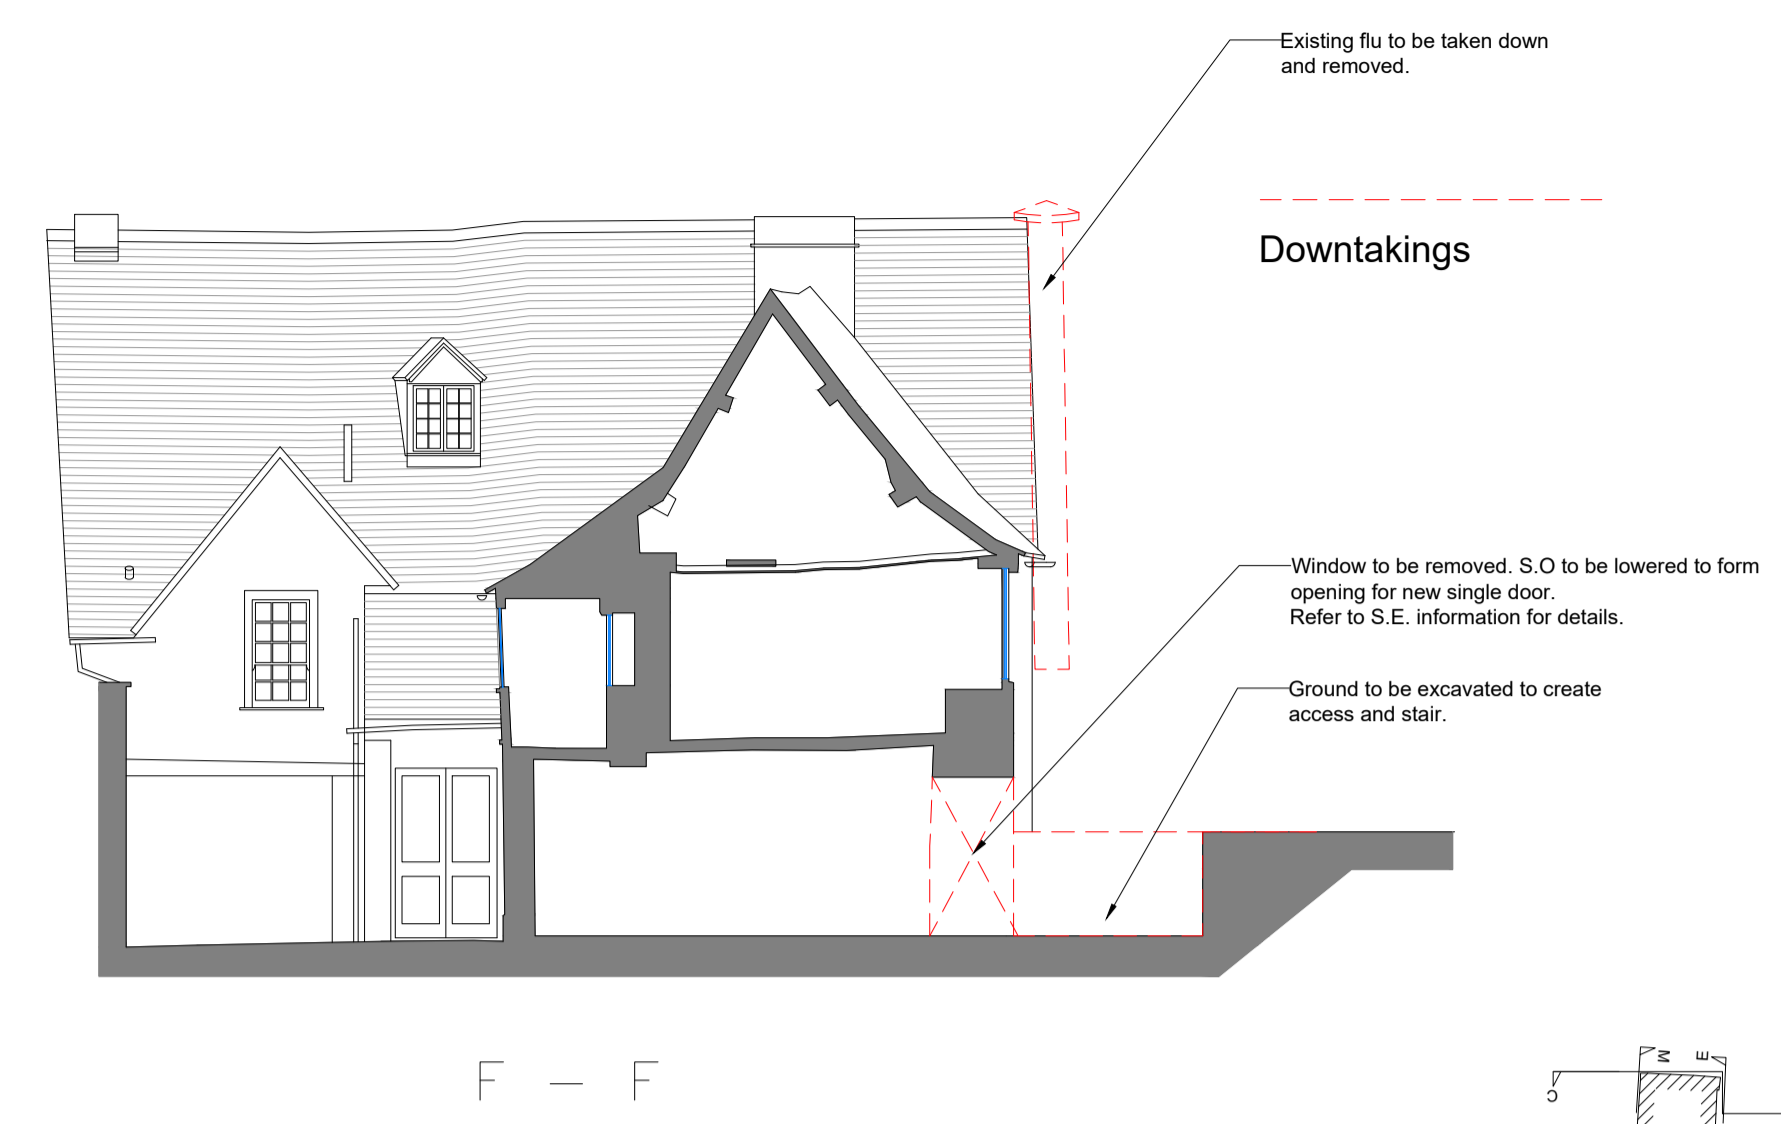 Existing flu to be taken down
and removed.
Downtakings
Window to be removed. S.O to be lowered to form
opening for new single door.
Refer to S.E. information for details.
Ground to be excavated to create
access and stair.
F - F
M E
C